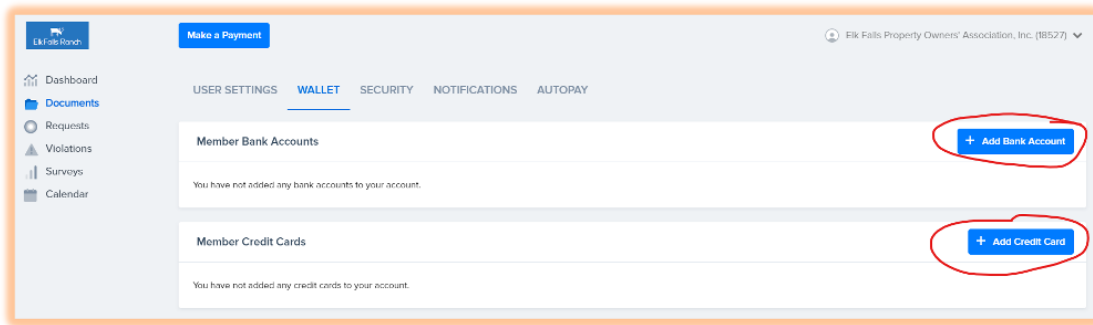 Elk Falls Ranch
Make a Payment
Elk Falls Property Owners' Association, Inc. (18527)
Dashboard
Documents
Requests
Violations
Surveys
Calendar
USER SETTINGS WALLET SECURITY NOTIFICATIONS AUTOPAY
Member Bank Accounts
+ Add Bank Account
You have not added any bank accounts to your account.
Member Credit Cards
+ Add Credit Card
You have not added any credit cards to your account.